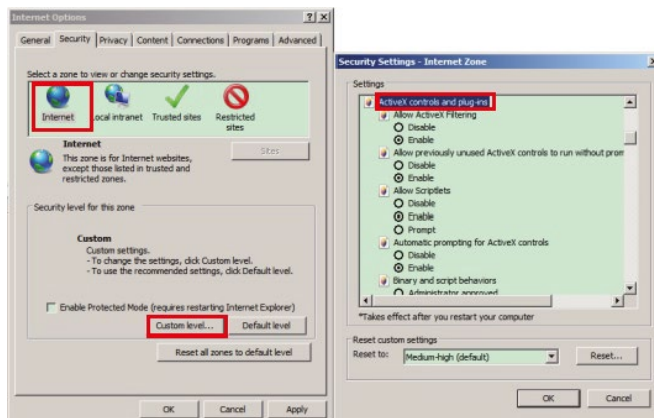 Internet Options
General Security Privacy Content Connections Programs Advanced
Select a zone to view or change security settings.
Internet Local intranet Trusted sites Restricted
sites
Internet
Sites
This zone is for Internet websites,
except those listed in trusted and
restricted zones.
Security level for this zone
Custom
Custom settings.
- To change the settings, click Custom level.
- To use the recommended settings, click Default level.
Enable Protected Mode (requires restarting Internet Explorer)
Custom level... Default level
Reset all zones to default level
OK Cancel Apply
Security Settings - Internet Zone
Settings
ActiveX controls and plug-ins
Allow ActiveX Filtering
Disable
Enable
Allow previously unused ActiveX controls to run without prom
Disable
Enable
Allow Scriptlets
Disable
Enable
Prompt
Automatic prompting for ActiveX controls
Disable
Enable
Binary and script behaviors
Administrator approved
*Takes effect after you restart your computer
Reset custom settings
Reset to: Medium-high (default) Reset...
OK Cancel